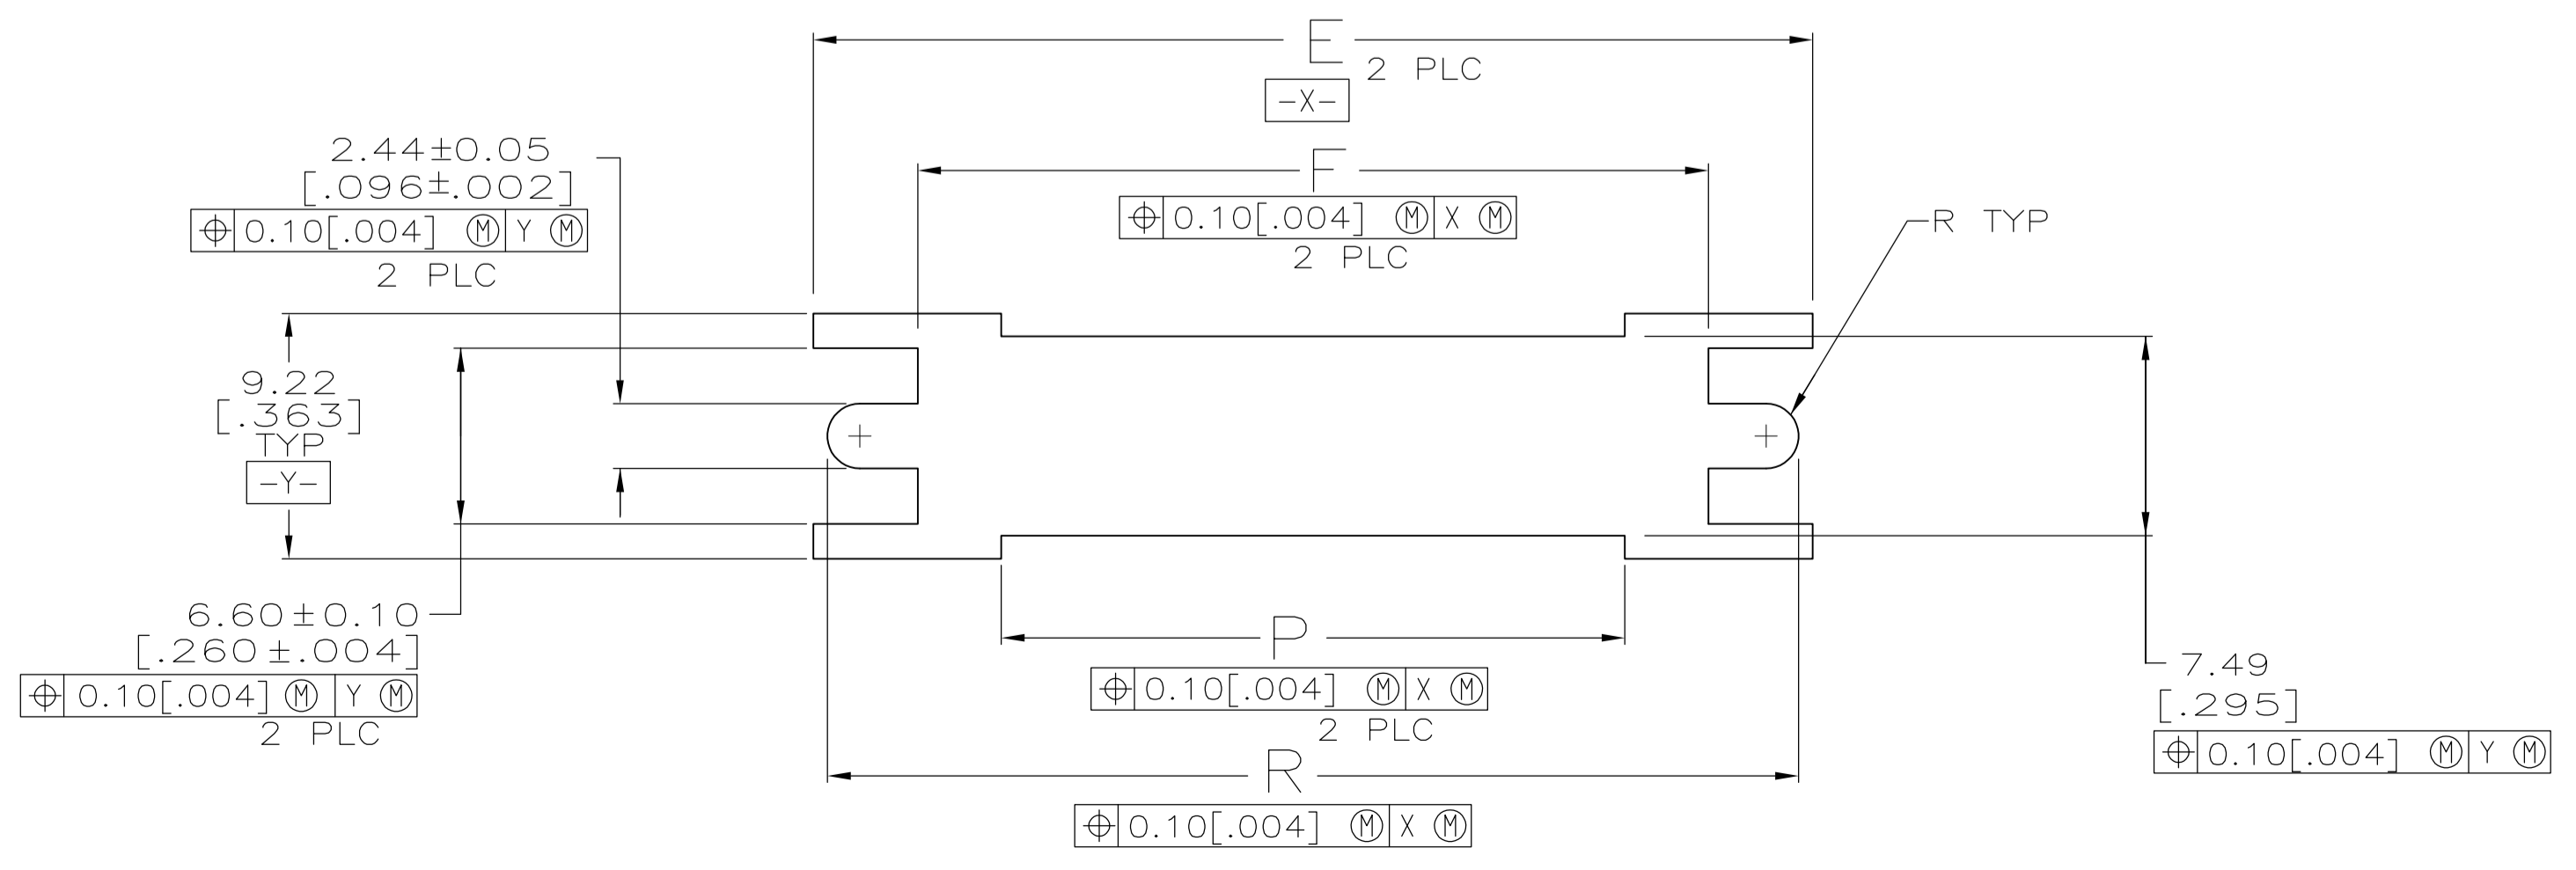 E
2 PLC
-X-
2.44±0.05
[.096±.002]
⌖ 0.10[.004] Ⓜ Y Ⓜ
2 PLC
F
⌖ 0.10[.004] Ⓜ X Ⓜ
2 PLC
R TYP
9.22
[.363]
TYP
-Y-
6.60±0.10
[.260±.004]
⌖ 0.10[.004] Ⓜ Y Ⓜ
2 PLC
P
⌖ 0.10[.004] Ⓜ X Ⓜ
2 PLC
R
⌖ 0.10[.004] Ⓜ X Ⓜ
7.49
[.295]
⌖ 0.10[.004] Ⓜ Y Ⓜ